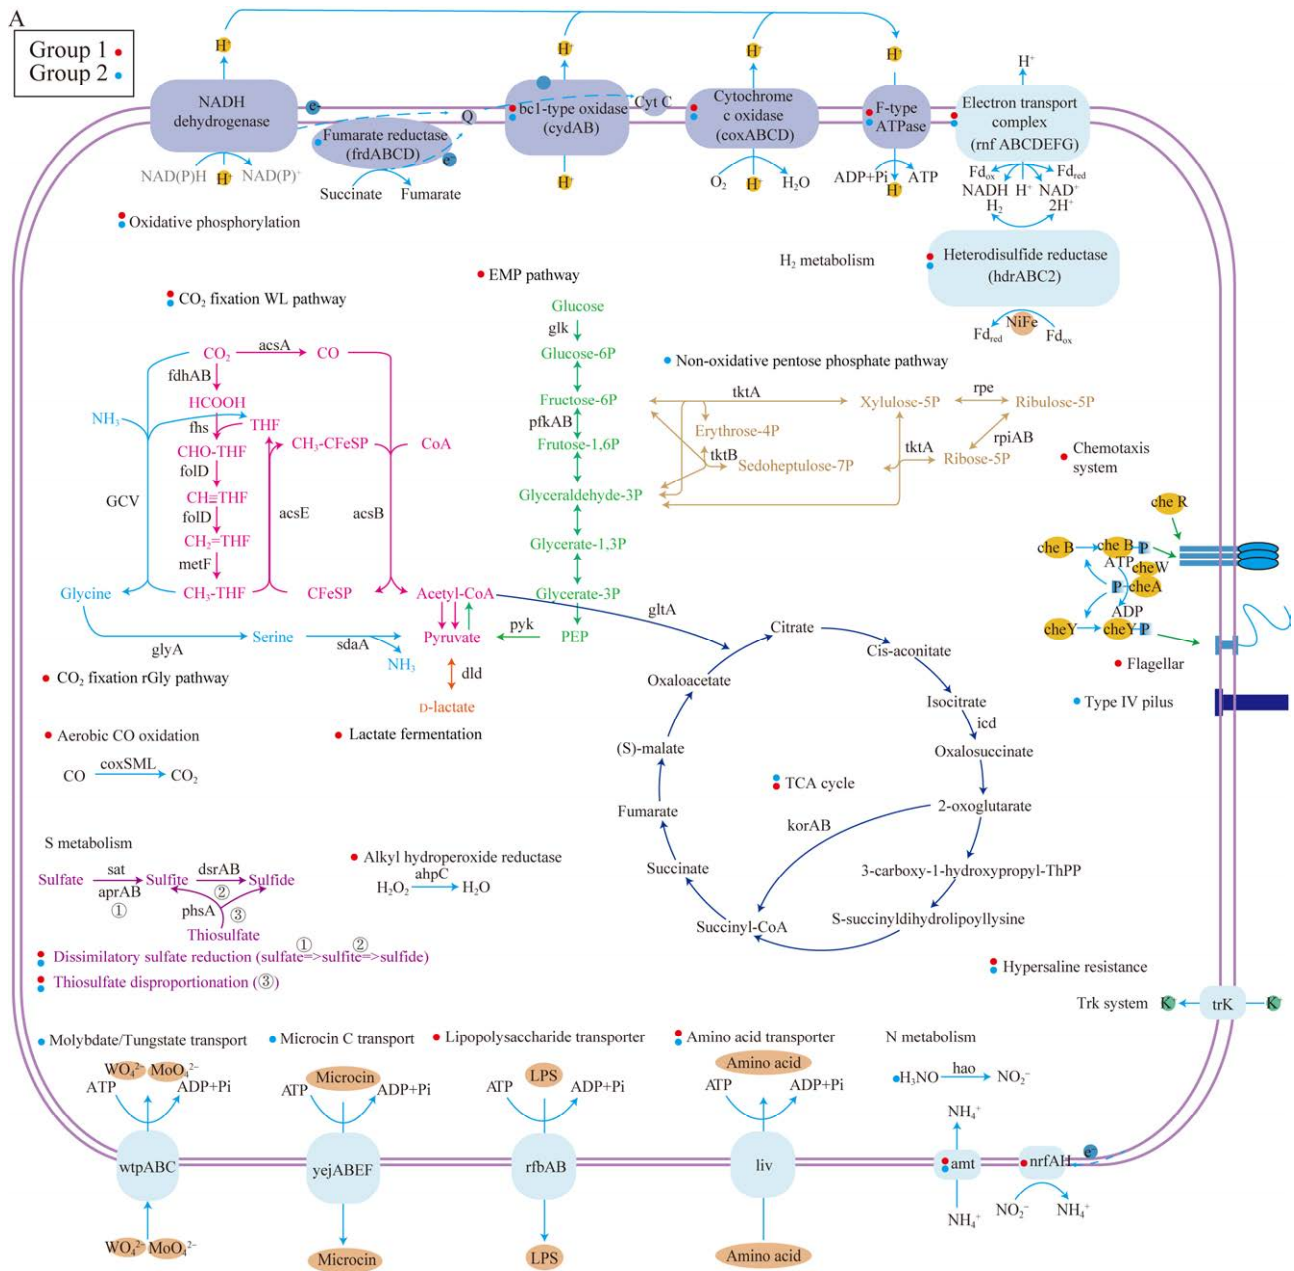 A
Group 1
Group 2
H⁺
H⁺
H⁺
H⁺
H⁺
NADH
dehydrogenase
e⁻
Q
Cyt C
bc1-type oxidase
(cydAB)
Cytochrome
c oxidase
(coxABCD)
F-type
ATPase
Electron transport
complex
(rnf ABCDEFG)
Fumarate reductase
(frdABCD)
e⁻
NAD(P)H
H⁺
NAD(P)⁺
Succinate
Fumarate
H⁺
O₂
H⁺
H₂O
ADP+Pi
ATP
H⁺
Fdox
Fdred
NADH
H⁺
NAD⁺
H₂
2H⁺
Oxidative phosphorylation
H₂ metabolism
Heterodisulfide reductase
(hdrABC2)
NiFe
Fdred
Fdox
EMP pathway
CO₂ fixation WL pathway
Non-oxidative pentose phosphate pathway
CO₂
acsA
CO
fdhAB
HCOOH
NH₃
fhs
THF
CHO-THF
CH₃-CFeSP
CoA
folD
CH≡THF
GCV
folD
acsE
acsB
CH₂=THF
metF
Glycine
CH₃-THF
CFeSP
Acetyl-CoA
glyA
Serine
sdaA
NH₃
Pyruvate
pyk
PEP
dld
D-lactate
Glucose
glk
Glucose-6P
Fructose-6P
pfkAB
Frutose-1,6P
Glyceraldehyde-3P
Glycerate-1,3P
Glycerate-3P
tktA
Xylulose-5P
rpe
Ribulose-5P
Erythrose-4P
tktB
Sedoheptulose-7P
tktA
Ribose-5P
rpiAB
Chemotaxis
system
che R
che B
che B
P
ATP
cheW
P
cheA
ADP
cheY
cheY
P
Flagellar
Type IV pilus
CO₂ fixation rGly pathway
Aerobic CO oxidation
CO
coxSML
CO₂
Lactate fermentation
gltA
Citrate
Cis-aconitate
Oxaloacetate
Isocitrate
icd
(S)-malate
Oxalosuccinate
TCA cycle
Fumarate
korAB
2-oxoglutarate
Succinate
3-carboxy-1-hydroxypropyl-ThPP
Succinyl-CoA
S-succinyldihydrolipoyllysine
S metabolism
Sulfate
sat
aprAB
①
Sulfite
dsrAB
②
Sulfide
phsA
③
Thiosulfate
Alkyl hydroperoxide reductase
H₂O₂
ahpC
H₂O
① ②
Dissimilatory sulfate reduction (sulfate=>sulfite=>sulfide)
Thiosulfate disproportionation (③)
Hypersaline resistance
Trk system
K⁺
trK
K⁺
Molybdate/Tungstate transport
Microcin C transport
Lipopolysaccharide transporter
Amino acid transporter
N metabolism
WO₄²⁻
MoO₄²⁻
ATP
ADP+Pi
wtpABC
WO₄²⁻
MoO₄²⁻
Microcin
ATP
ADP+Pi
yejABEF
Microcin
LPS
ATP
ADP+Pi
rfbAB
LPS
Amino acid
ATP
ADP+Pi
liv
Amino acid
H₃NO
hao
NO₂⁻
NH₄⁺
amt
NH₄⁺
nrfAH
e⁻
NO₂⁻
NH₄⁺